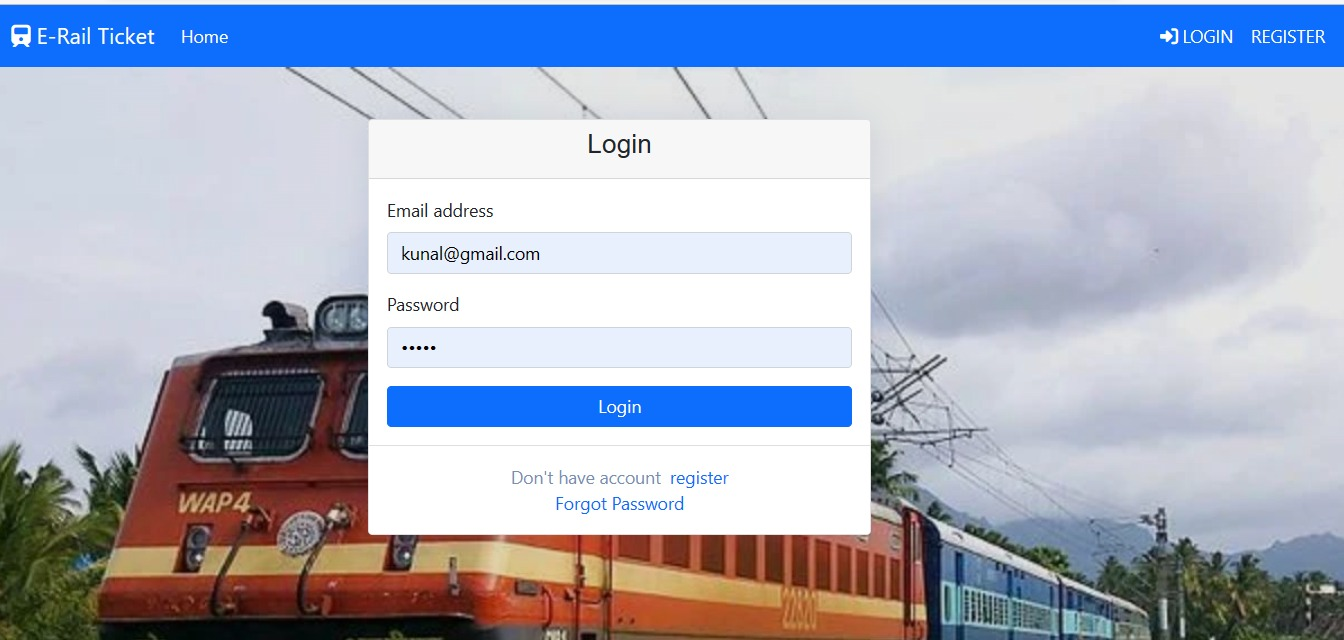 E-Rail Ticket Home LOGIN REGISTER
Login
Email address
kunal@gmail.com
Password
•••••
Login
Don't have account register
Forgot Password
WAP4